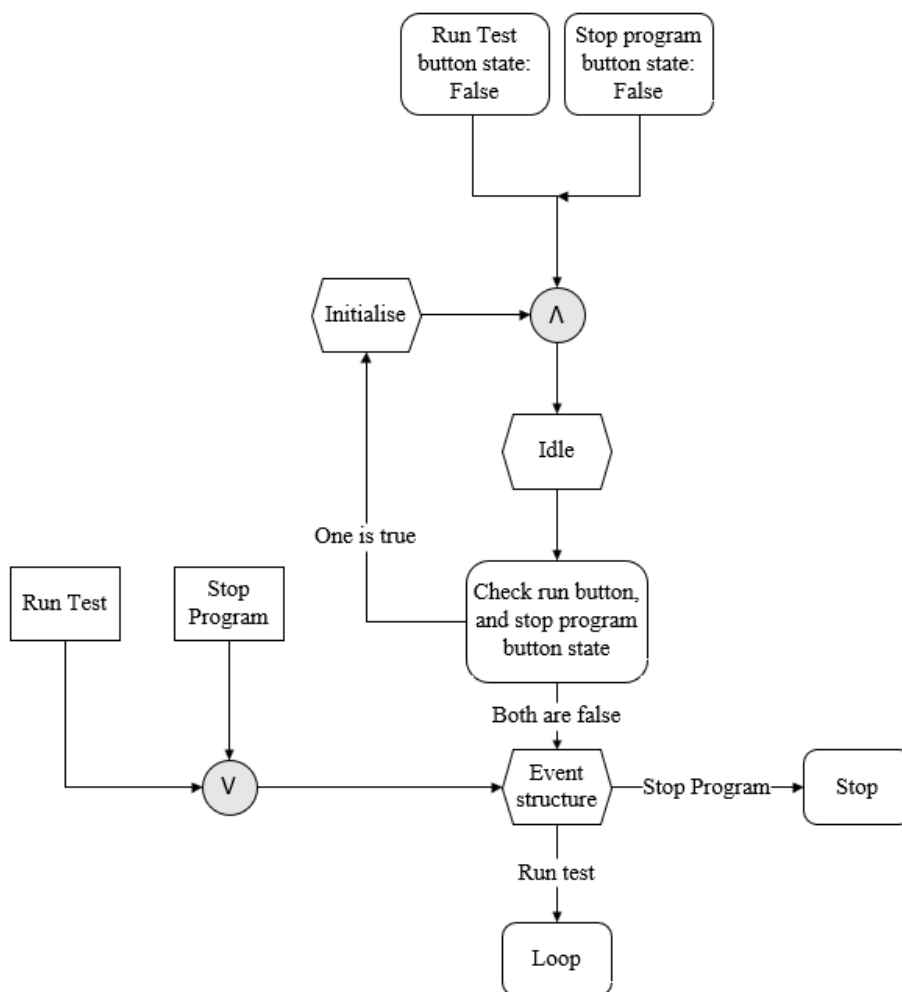 Run Test
button state:
False
Stop program
button state:
False
Initialise
Λ
Idle
One is true
Run Test
Stop
Program
Check run button,
and stop program
button state
Both are false
V
Event
structure
Stop Program
Stop
Run test
Loop